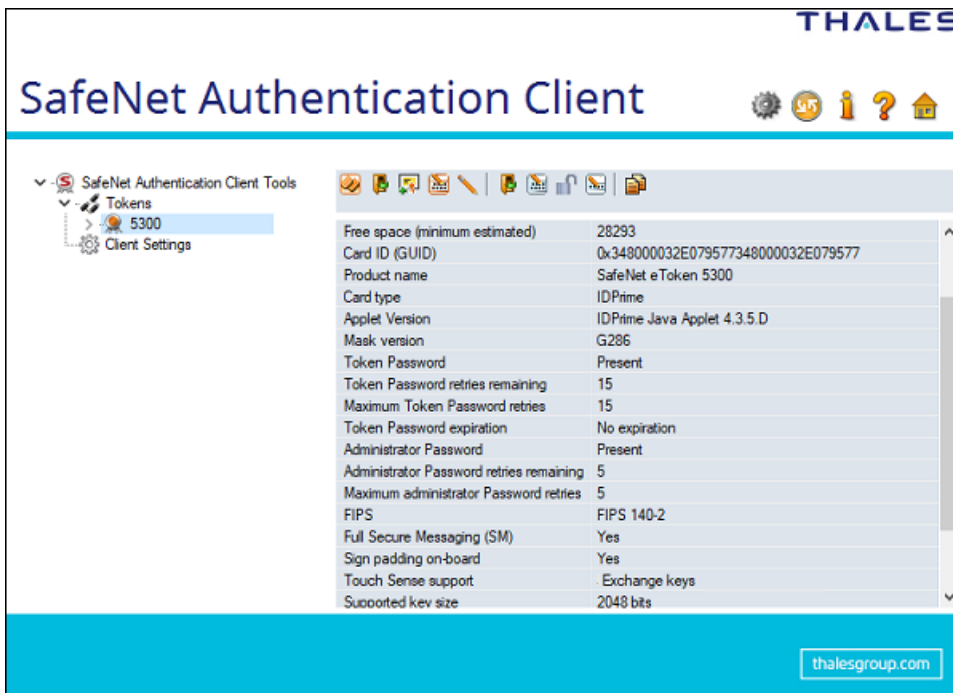 THALES
SafeNet Authentication Client
SafeNet Authentication Client Tools
Tokens
5300
Client Settings
Free space (minimum estimated) 28293
Card ID (GUID) 0x348000032E079577348000032E079577
Product name SafeNet eToken 5300
Card type IDPrime
Applet Version IDPrime Java Applet 4.3.5.D
Mask version G286
Token Password Present
Token Password retries remaining 15
Maximum Token Password retries 15
Token Password expiration No expiration
Administrator Password Present
Administrator Password retries remaining 5
Maximum administrator Password retries 5
FIPS FIPS 140-2
Full Secure Messaging (SM) Yes
Sign padding on-board Yes
Touch Sense support Exchange keys
Supported key size 2048 bits
thalesgroup.com